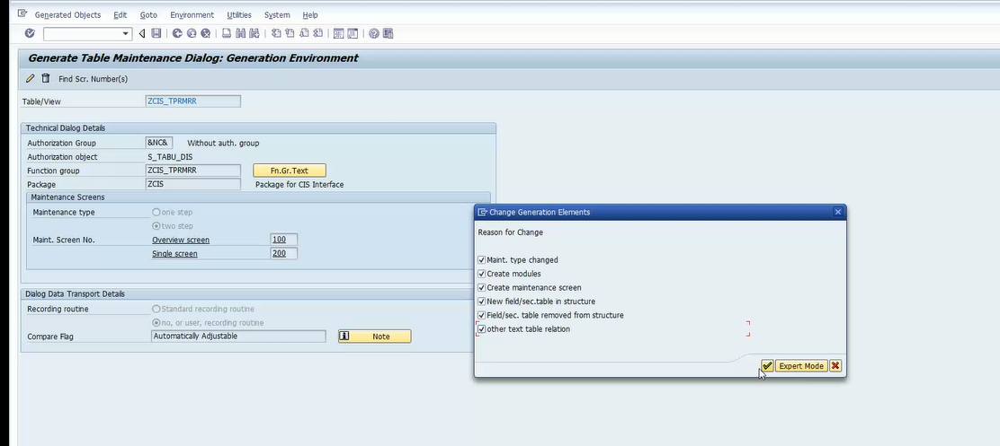 Generated Objects Edit Goto Environment Utilities System Help
Generate Table Maintenance Dialog: Generation Environment
Find Scr. Number(s)
Table/View ZCIS_TPRMRR
Technical Dialog Details
Authorization Group &NC& Without auth. group
Authorization object S_TABU_DIS
Function group ZCIS_TPRMRR Fn.Gr.Text
Package ZCIS Package for CIS Interface
Maintenance Screens
Maintenance type one step
two step
Maint. Screen No. Overview screen 100
Single screen 200
Dialog Data Transport Details
Recording routine Standard recording routine
no, or user, recording routine
Compare Flag Automatically Adjustable Note
Change Generation Elements
Reason for Change
Maint. type changed
Create modules
Create maintenance screen
New field/sec.table in structure
Field/sec. table removed from structure
other text table relation
Expert Mode